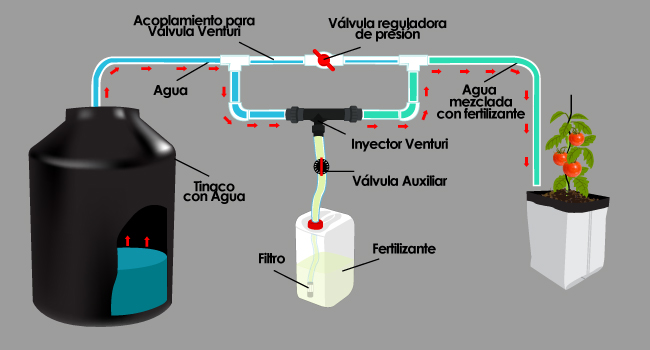 Acoplamiento para
Válvula Venturi
Válvula reguladora
de presión
Agua
Agua
mezclada
con fertilizante
Inyector Venturi
Válvula Auxiliar
Tinaco
con Agua
Filtro
Fertilizante